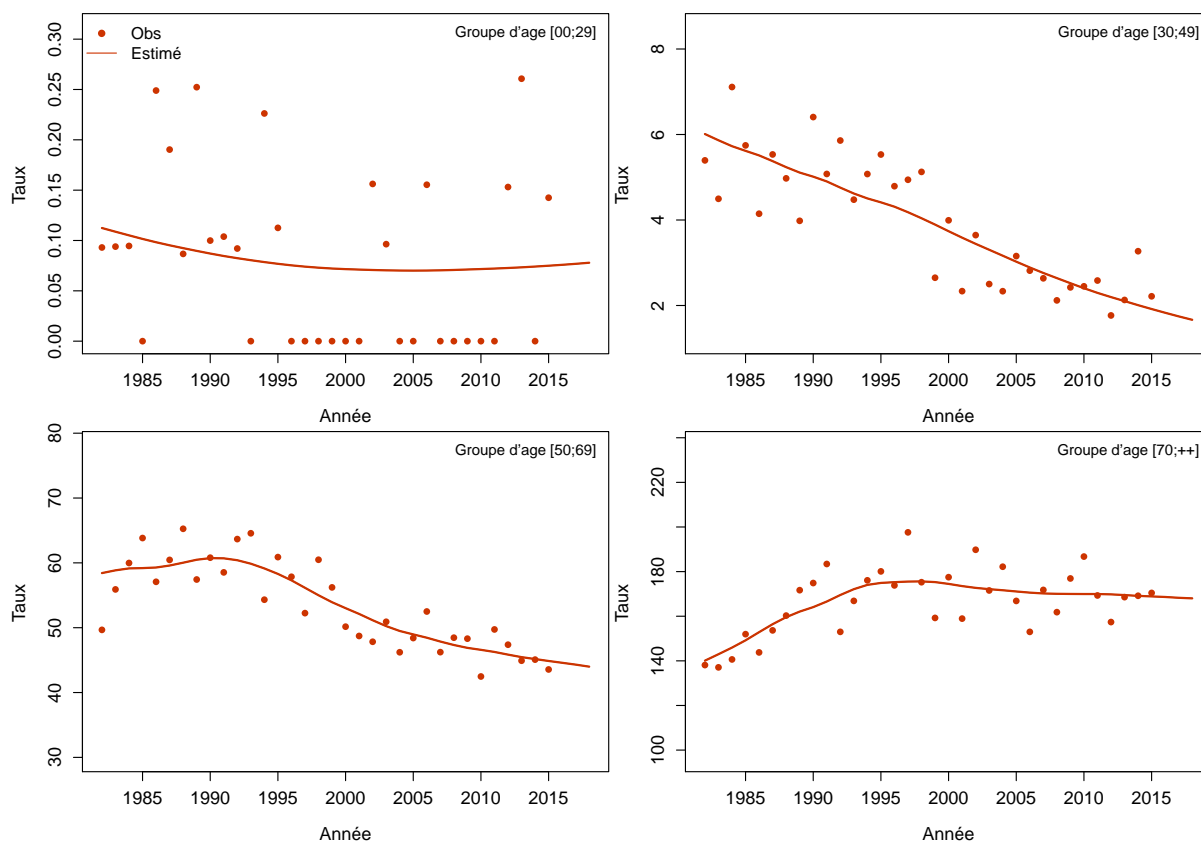 Obs
Estimé
Groupe d'age [00;29]
0.30
0.25
0.20
0.15
0.10
0.05
0.00
Taux
1985 1990 1995 2000 2005 2010 2015
Année
Groupe d'age [30;49]
8
6
4
2
Taux
1985 1990 1995 2000 2005 2010 2015
Année
Groupe d'age [50;69]
80
70
60
50
40
30
Taux
1985 1990 1995 2000 2005 2010 2015
Année
Groupe d'age [70;++]
220
180
140
100
Taux
1985 1990 1995 2000 2005 2010 2015
Année